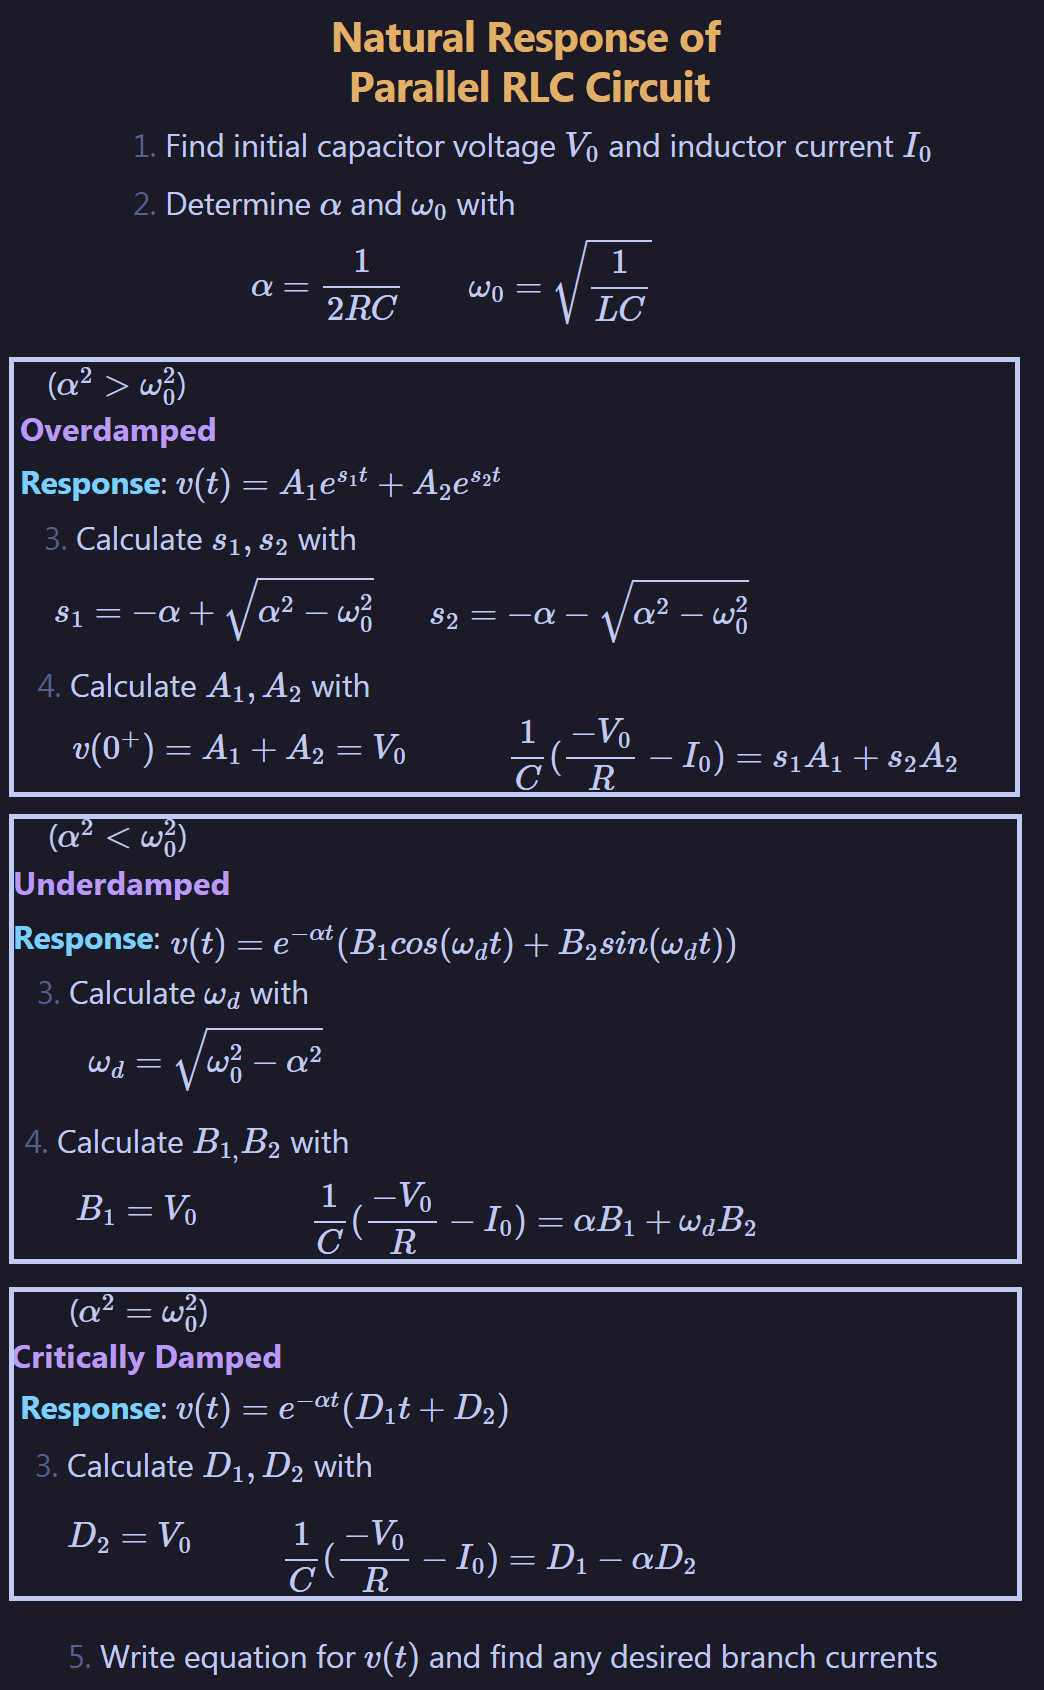 Natural Response of
Parallel RLC Circuit
1. Find initial capacitor voltage V₀ and inductor current I₀
2. Determine α and ω₀ with
α = 1/(2RC)    ω₀ = √(1/(LC))
(α² > ω₀²)
Overdamped
Response: v(t) = A₁e^(s₁t) + A₂e^(s₂t)
3. Calculate s₁, s₂ with
s₁ = −α + √(α² − ω₀²)    s₂ = −α − √(α² − ω₀²)
4. Calculate A₁, A₂ with
v(0⁺) = A₁ + A₂ = V₀    1/C(−V₀/R − I₀) = s₁A₁ + s₂A₂
(α² < ω₀²)
Underdamped
Response: v(t) = e^(−αt)(B₁cos(ω_d t) + B₂sin(ω_d t))
3. Calculate ω_d with
ω_d = √(ω₀² − α²)
4. Calculate B₁,B₂ with
B₁ = V₀    1/C(−V₀/R − I₀) = αB₁ + ω_d B₂
(α² = ω₀²)
Critically Damped
Response: v(t) = e^(−αt)(D₁t + D₂)
3. Calculate D₁, D₂ with
D₂ = V₀    1/C(−V₀/R − I₀) = D₁ − αD₂
5. Write equation for v(t) and find any desired branch currents